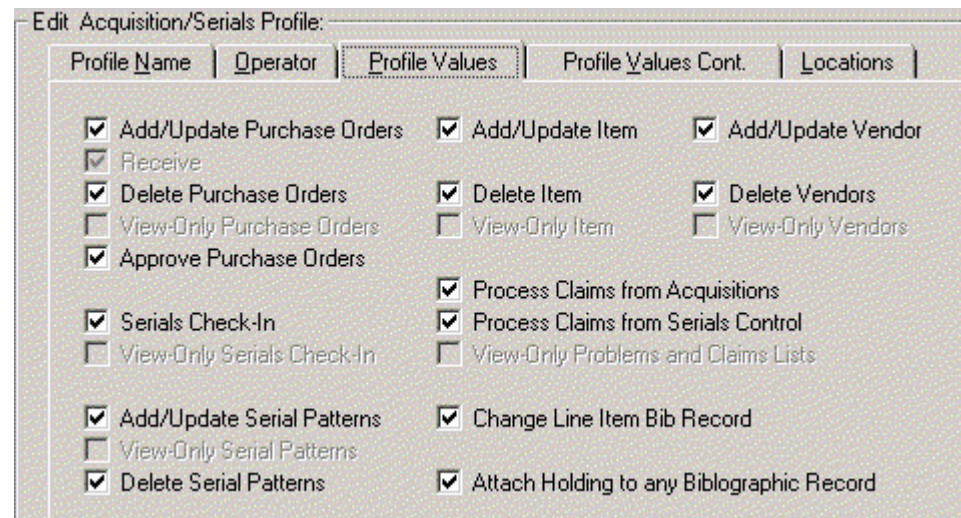 Edit Acquisition/Serials Profile:
Profile Name Operator Profile Values Profile Values Cont. Locations
Add/Update Purchase Orders Add/Update Item Add/Update Vendor
Receive
Delete Purchase Orders Delete Item Delete Vendors
View-Only Purchase Orders View-Only Item View-Only Vendors
Approve Purchase Orders
Process Claims from Acquisitions
Serials Check-In Process Claims from Serials Control
View-Only Serials Check-In View-Only Problems and Claims Lists
Add/Update Serial Patterns Change Line Item Bib Record
View-Only Serial Patterns
Delete Serial Patterns Attach Holding to any Biblographic Record